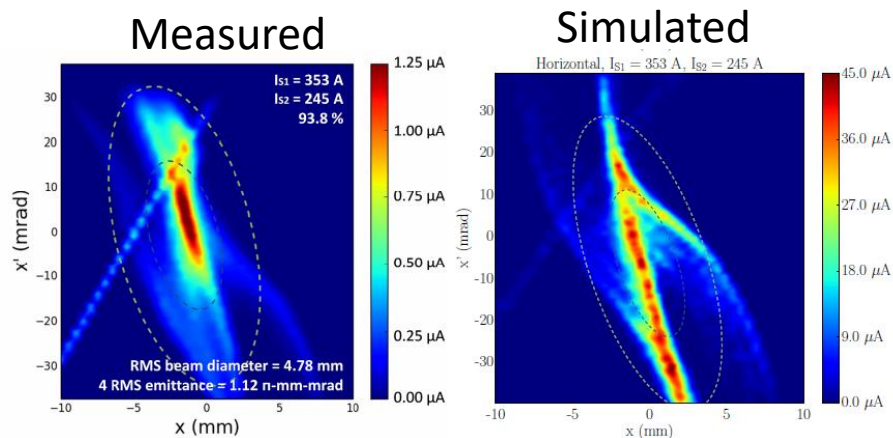 Measured
Simulated
Horizontal, I_S1 = 353 A, I_S2 = 245 A
I_S1 = 353 A
I_S2 = 245 A
93.8 %
RMS beam diameter = 4.78 mm
4 RMS emittance = 1.12 n-mm-mrad
30
20
10
0
−10
−20
−30
x' (mrad)
-10
−5
0
5
10
x (mm)
1.25 µA
1.00 µA
0.75 µA
0.50 µA
0.25 µA
0.00 µA
30
20
10
0
-10
-20
-30
x' (mrad)
-10
-5
0
5
10
x (mm)
45.0 µA
36.0 µA
27.0 µA
18.0 µA
9.0 µA
0.0 µA